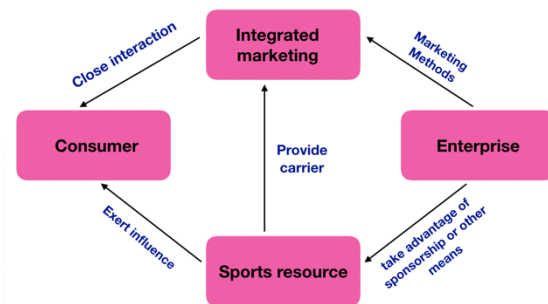 Integrated
marketing
Close interaction
Marketing
Methods
Consumer
Provide
carrier
Enterprise
Exert influence
take advantage of
sponsorship or other
means
Sports resource